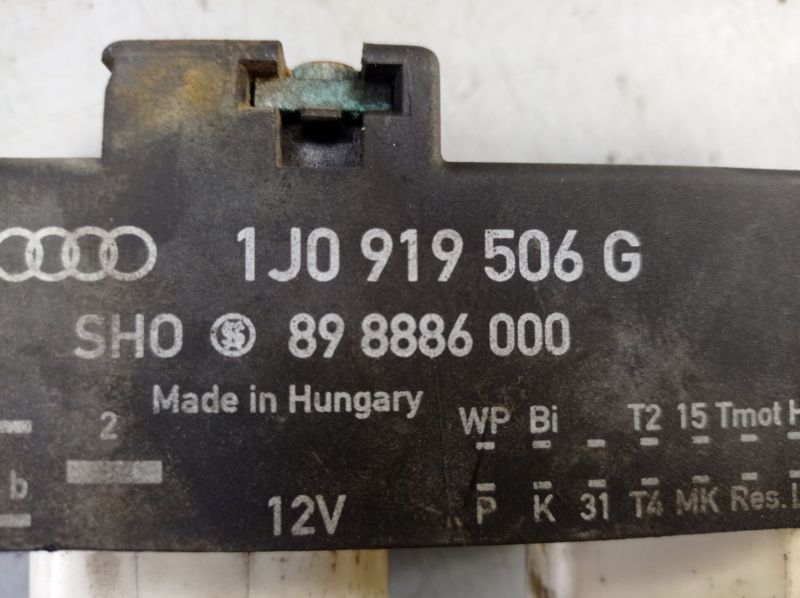 1J0 919 506 G
SHO 89 8886 000
Made in Hungary
2
WP Bi T2 15 Tmot H
b
12V
P K 31 T4 MK Res. L